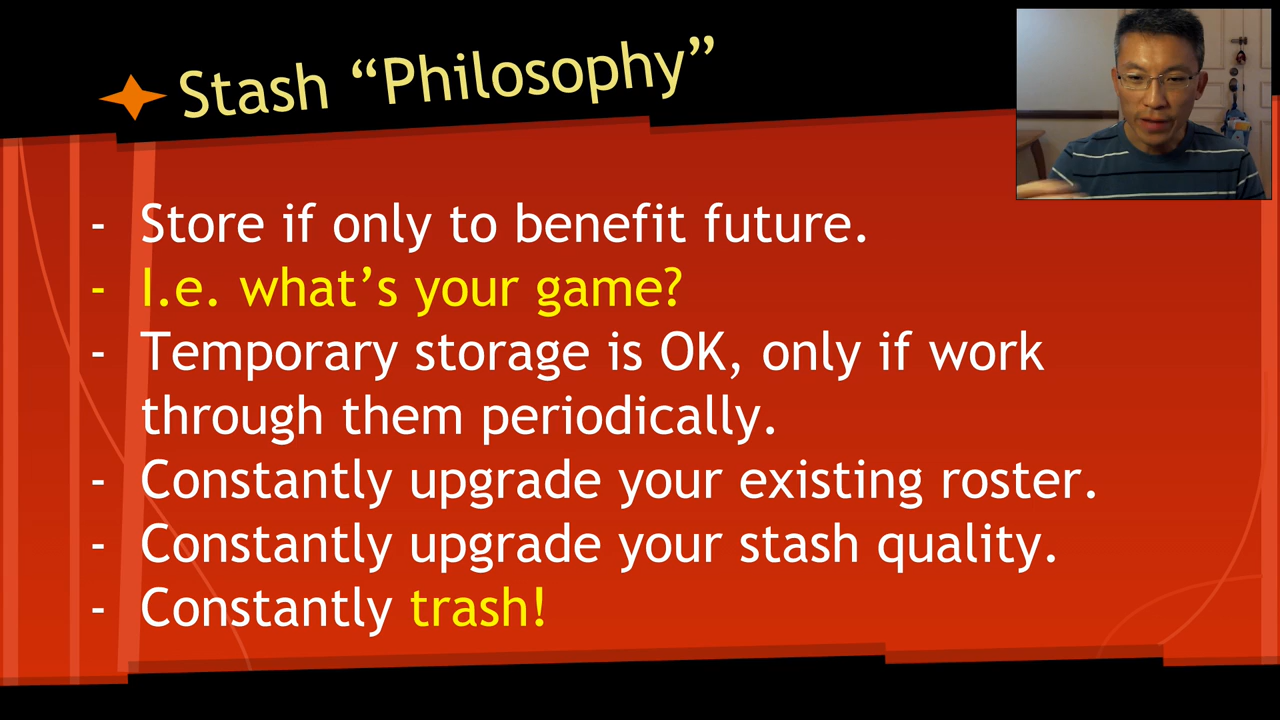 Stash “Philosophy”
- Store if only to benefit future.
- I.e. what’s your game?
- Temporary storage is OK, only if work
through them periodically.
- Constantly upgrade your existing roster.
- Constantly upgrade your stash quality.
- Constantly trash!